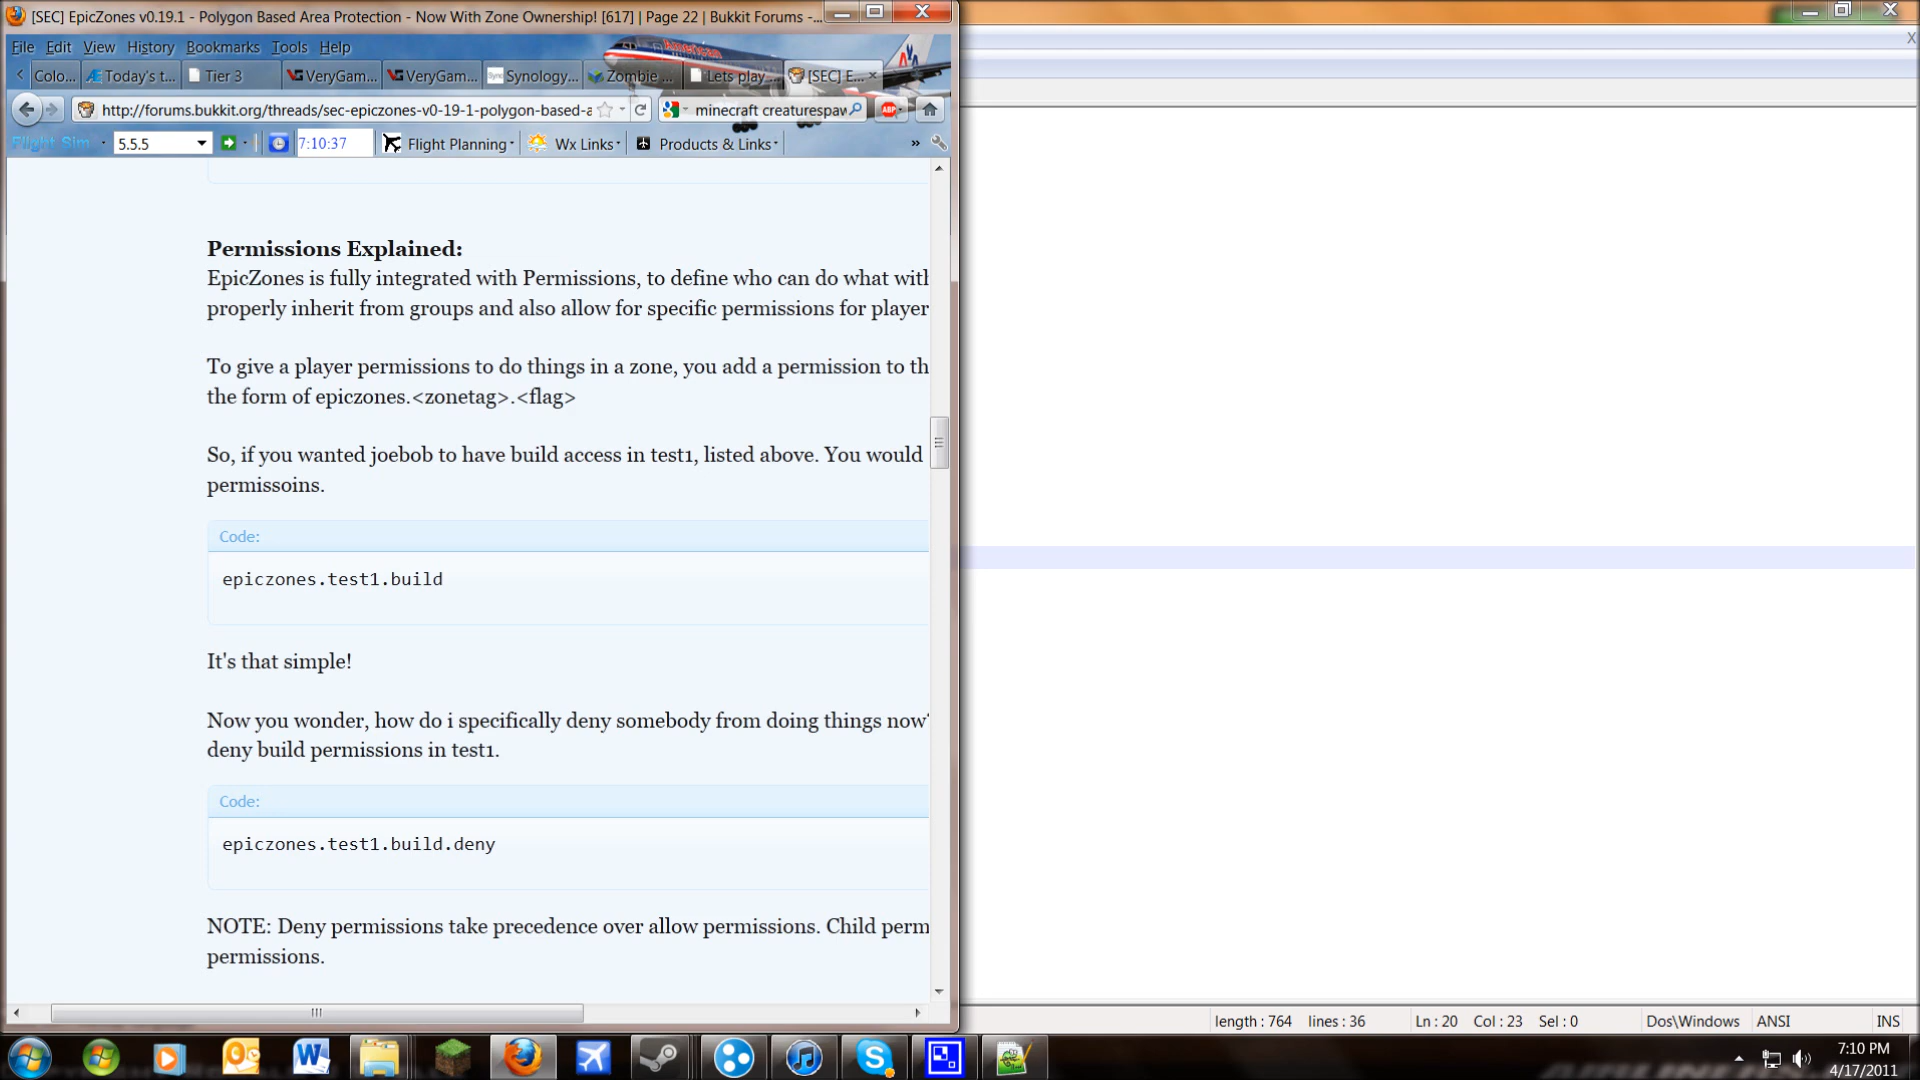 [SEC] EpicZones v0.19.1 - Polygon Based Area Protection - Now With Zone Ownership! [617] | Page 22 | Bukkit Forums -...
File Edit View History Bookmarks Tools Help
Colo... Today's t... Tier 3 VeryGam... VeryGam... Synology... Zombie ... Lets play ... [SEC] E...
http://forums.bukkit.org/threads/sec-epiczones-v0-19-1-polygon-based-a
minecraft creaturespaw
ABP
Flight Sim 5.5.5 7:10:37 Flight Planning Wx Links Products & Links »
Permissions Explained:
EpicZones is fully integrated with Permissions, to define who can do what with
properly inherit from groups and also allow for specific permissions for player
To give a player permissions to do things in a zone, you add a permission to th
the form of epiczones.<zonetag>.<flag>
So, if you wanted joebob to have build access in test1, listed above. You would
permissoins.
Code:
epiczones.test1.build
It's that simple!
Now you wonder, how do i specifically deny somebody from doing things now?
deny build permissions in test1.
Code:
epiczones.test1.build.deny
NOTE: Deny permissions take precedence over allow permissions. Child perm
permissions.
length : 764 lines : 36 Ln : 20 Col : 23 Sel : 0 Dos\Windows ANSI INS
7:10 PM
4/17/2011